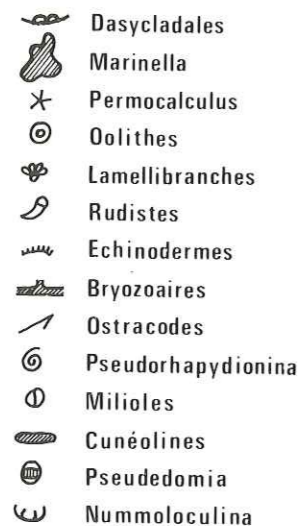 Dasycladales
Marinella
Permocalculus
Oolithes
Lamellibranches
Rudistes
Echinodermes
Bryozoaires
Ostracodes
Pseudorhapydionina
Milioles
Cunéolines
Pseudedomia
Nummoloculina